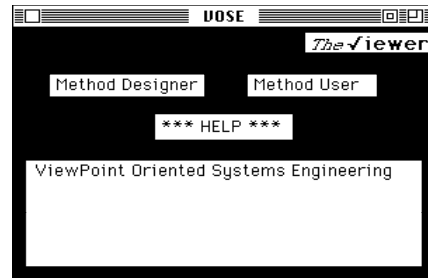 VOSE
The √iewer
Method Designer
Method User
*** HELP ***
ViewPoint Oriented Systems Engineering